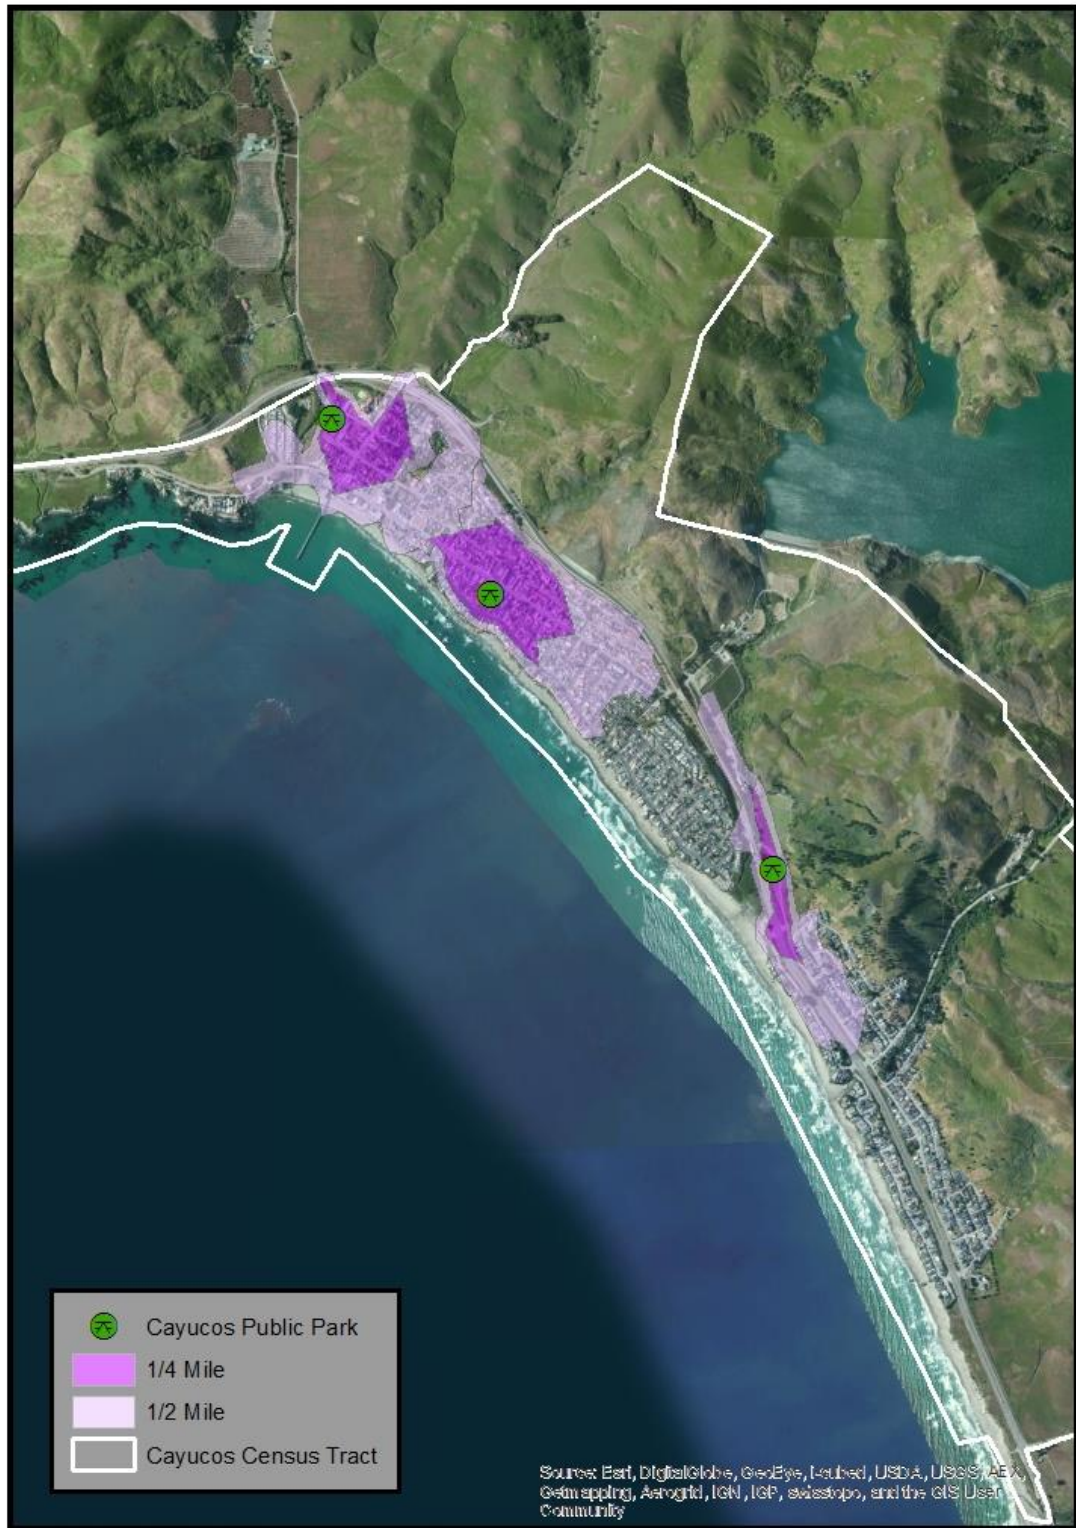 Cayucos Public Park
1/4 Mile
1/2 Mile
Cayucos Census Tract
Source: Esri, DigitalGlobe, GeoEye, i-cubed, USDA, USGS, AEX,
Getmapping, Aerogrid, IGN, IGP, swisstopo, and the GIS User
Community